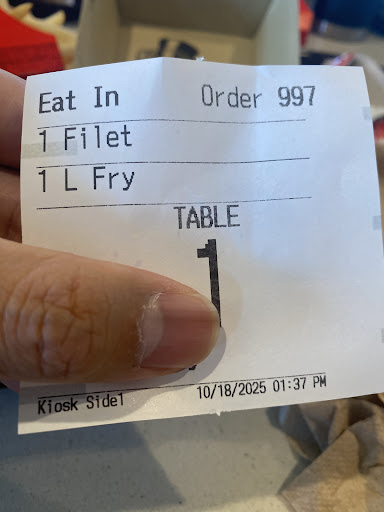 Eat In Order 997
1 Filet
1 L Fry
TABLE
Kiosk Side1 10/18/2025 01:37 PM